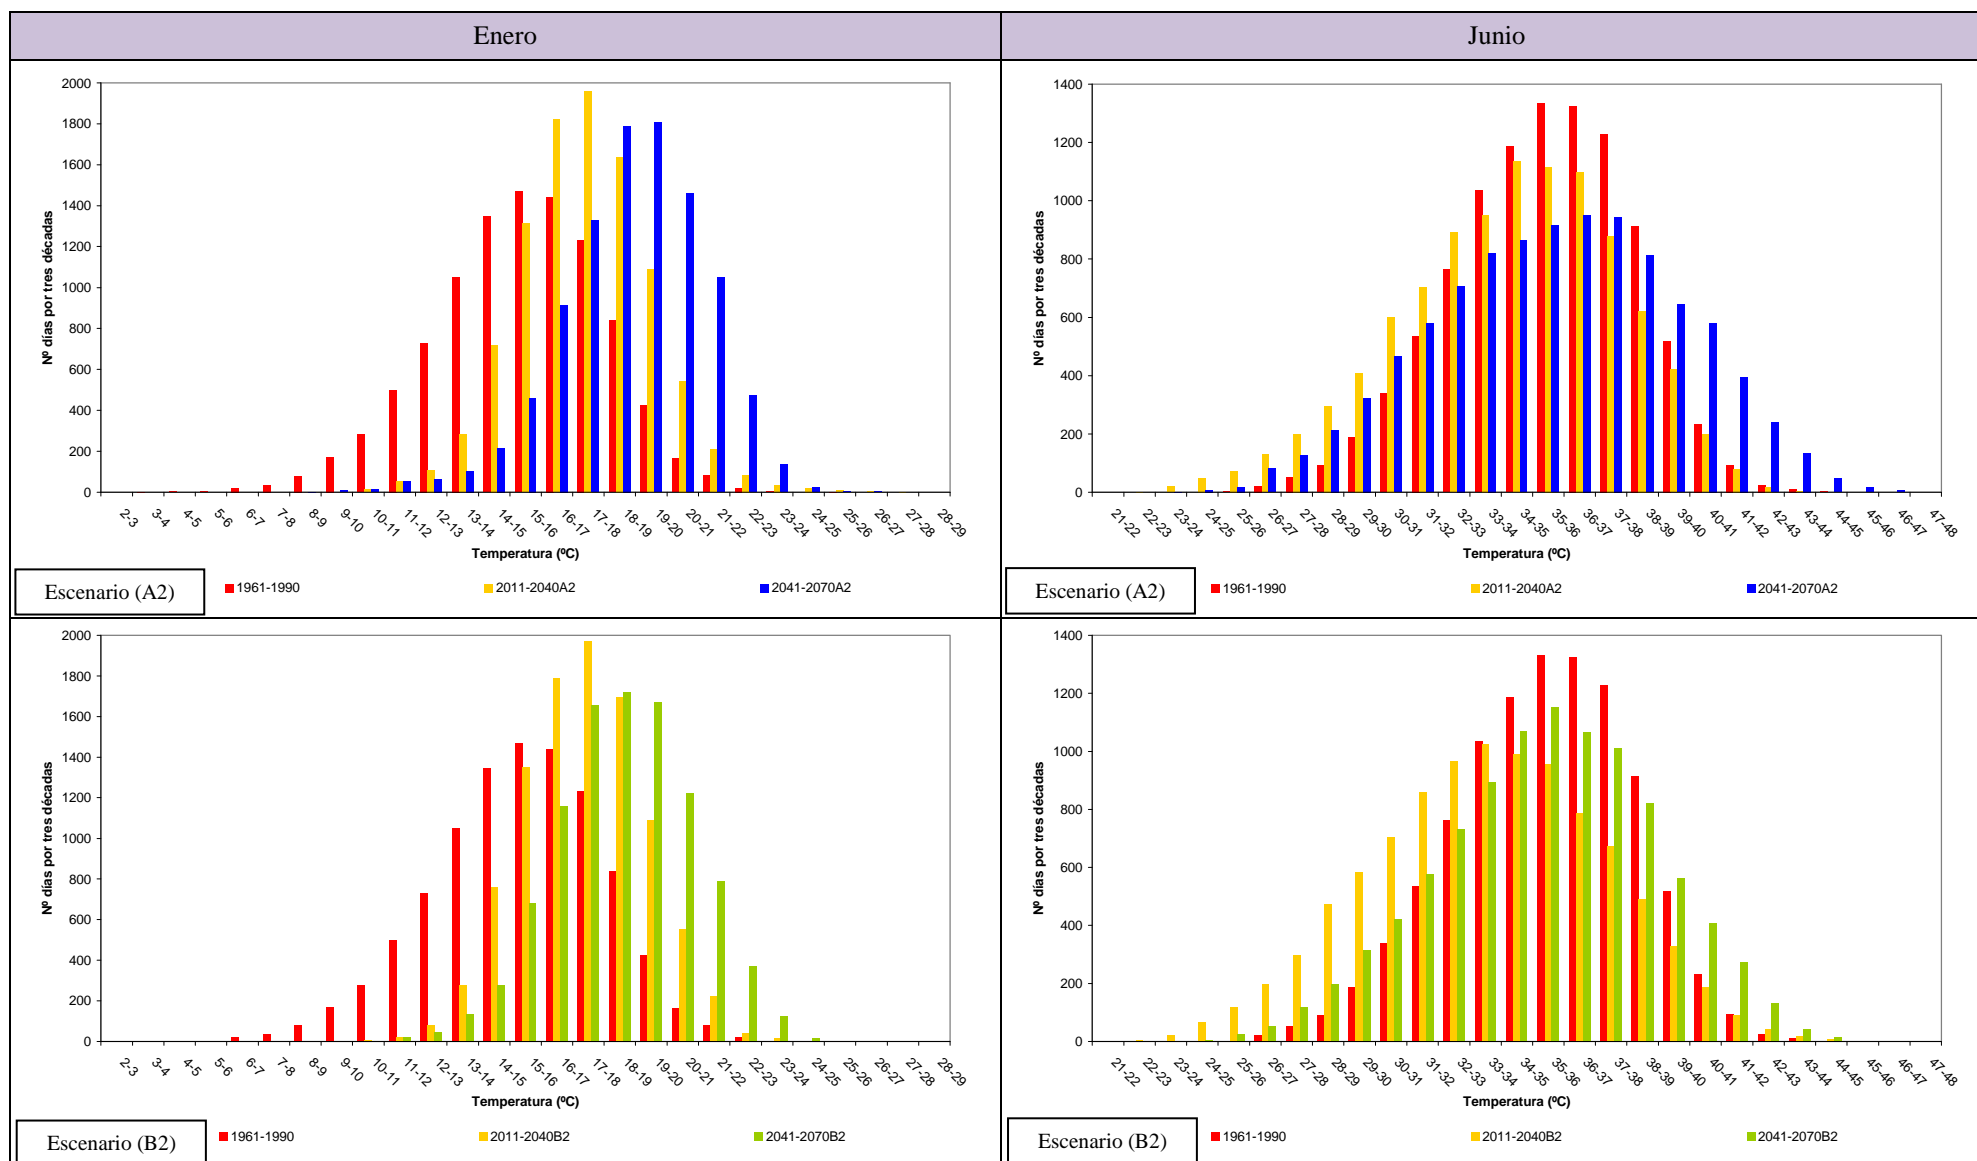 Enero
Junio
Nº días por tres décadas
2000
1800
1600
1400
1200
1000
800
600
400
200
0
2-3 3-4 4-5 5-6 6-7 7-8 8-9 9-10 10-11 11-12 12-13 13-14 14-15 15-16 16-17 17-18 18-19 19-20 20-21 21-22 22-23 23-24 24-25 25-26 26-27 27-28 28-29
Temperatura (ºC)
Escenario (A2)
1961-1990 2011-2040A2 2041-2070A2
Nº días por tres décadas
1400
1200
1000
800
600
400
200
0
21-22 22-23 23-24 24-25 25-26 26-27 27-28 28-29 29-30 30-31 31-32 32-33 33-34 34-35 35-36 36-37 37-38 38-39 39-40 40-41 41-42 42-43 43-44 44-45 45-46 46-47 47-48
Temperatura (ºC)
Escenario (A2)
1961-1990 2011-2040A2 2041-2070A2
Nº días por tres décadas
2000
1800
1600
1400
1200
1000
800
600
400
200
0
2-3 3-4 4-5 5-6 6-7 7-8 8-9 9-10 10-11 11-12 12-13 13-14 14-15 15-16 16-17 17-18 18-19 19-20 20-21 21-22 22-23 23-24 24-25 25-26 26-27 27-28 28-29
Temperatura (ºC)
Escenario (B2)
1961-1990 2011-2040B2 2041-2070B2
Nº días por tres décadas
1400
1200
1000
800
600
400
200
0
21-22 22-23 23-24 24-25 25-26 26-27 27-28 28-29 29-30 30-31 31-32 32-33 33-34 34-35 35-36 36-37 37-38 38-39 39-40 40-41 41-42 42-43 43-44 44-45 45-46 46-47 47-48
Temperatura (ºC)
Escenario (B2)
1961-1990 2011-2040B2 2041-2070B2